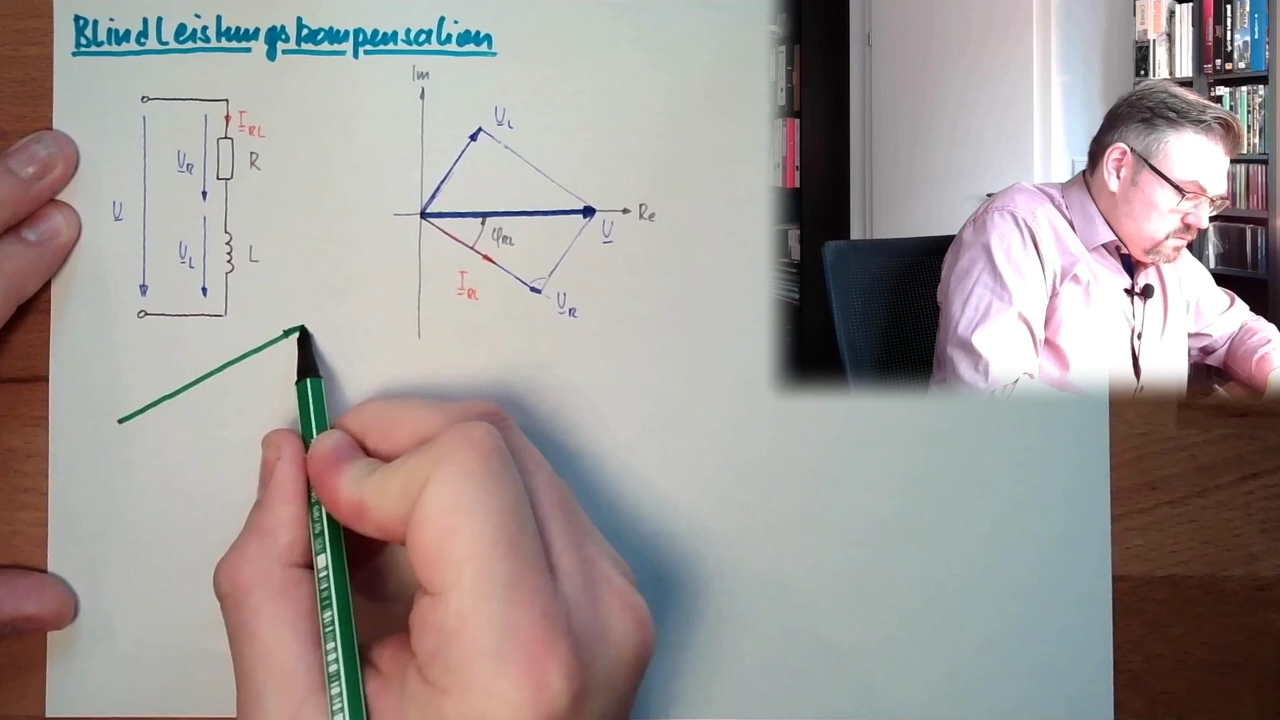 Blindleistungskompensation
Im
I_RL
U_L
U_R
R
U
Re
U
φ_RL
U_L
L
I_RL
U_R